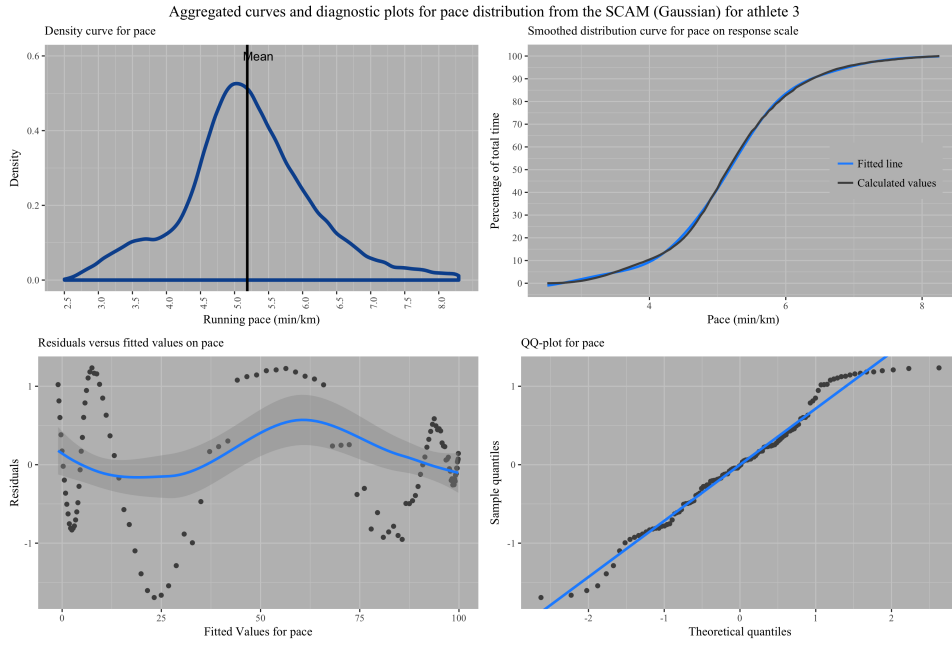 Aggregated curves and diagnostic plots for pace distribution from the SCAM (Gaussian) for athlete 3
Density curve for pace
Mean
0.6
0.4
0.2
0.0
Density
2.5 3.0 3.5 4.0 4.5 5.0 5.5 6.0 6.5 7.0 7.5 8.0
Running pace (min/km)
Smoothed distribution curve for pace on response scale
100
90
80
70
60
50
40
30
20
10
0
Percentage of total time
Fitted line
Calculated values
4 6 8
Pace (min/km)
Residuals versus fitted values on pace
1
0
-1
Residuals
0 25 50 75 100
Fitted Values for pace
QQ-plot for pace
1
0
-1
Sample quantiles
-2 -1 0 1 2
Theoretical quantiles